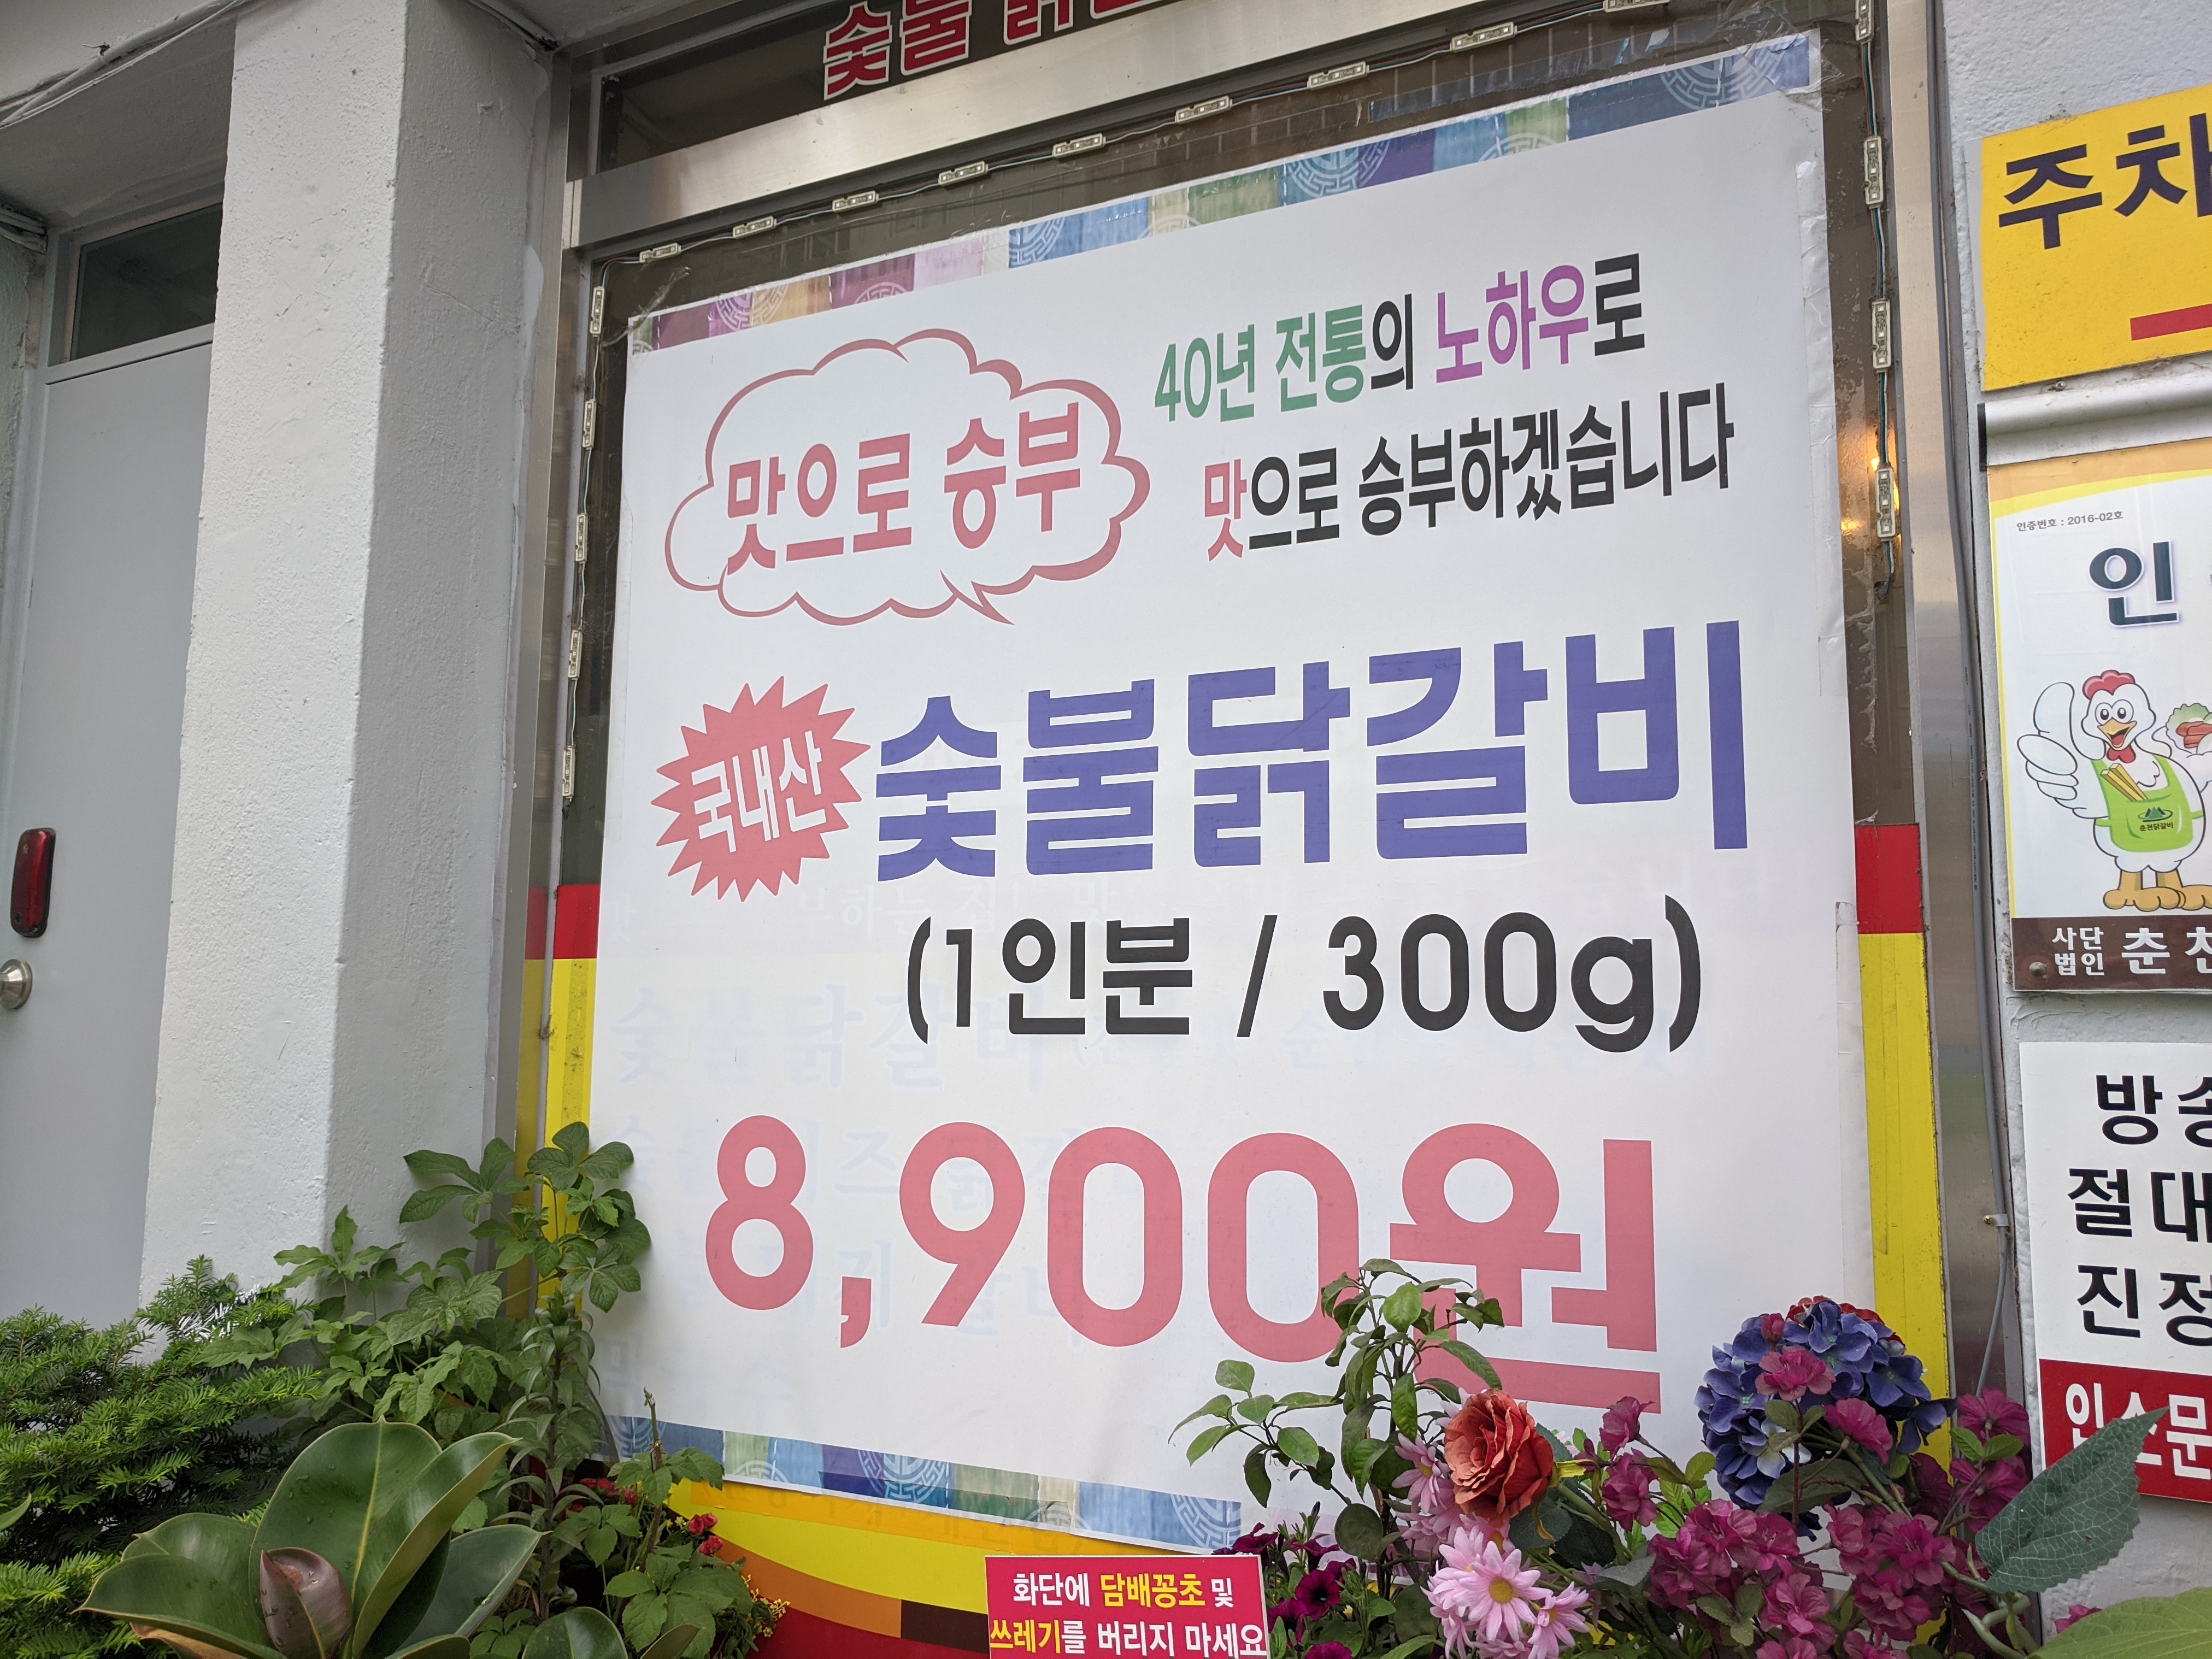 숯불
맛으로 승부
40년 전통의 노하우로
맛으로 승부하겠습니다
국내산
숯불닭갈비
(1인분 / 300g)
8,900원
화단에 담배꽁초 및
쓰레기를 버리지 마세요
주차
인증번호 : 2016-02호
인
춘천닭갈비
사단
법인 춘천
방송
절대
진정
인소문